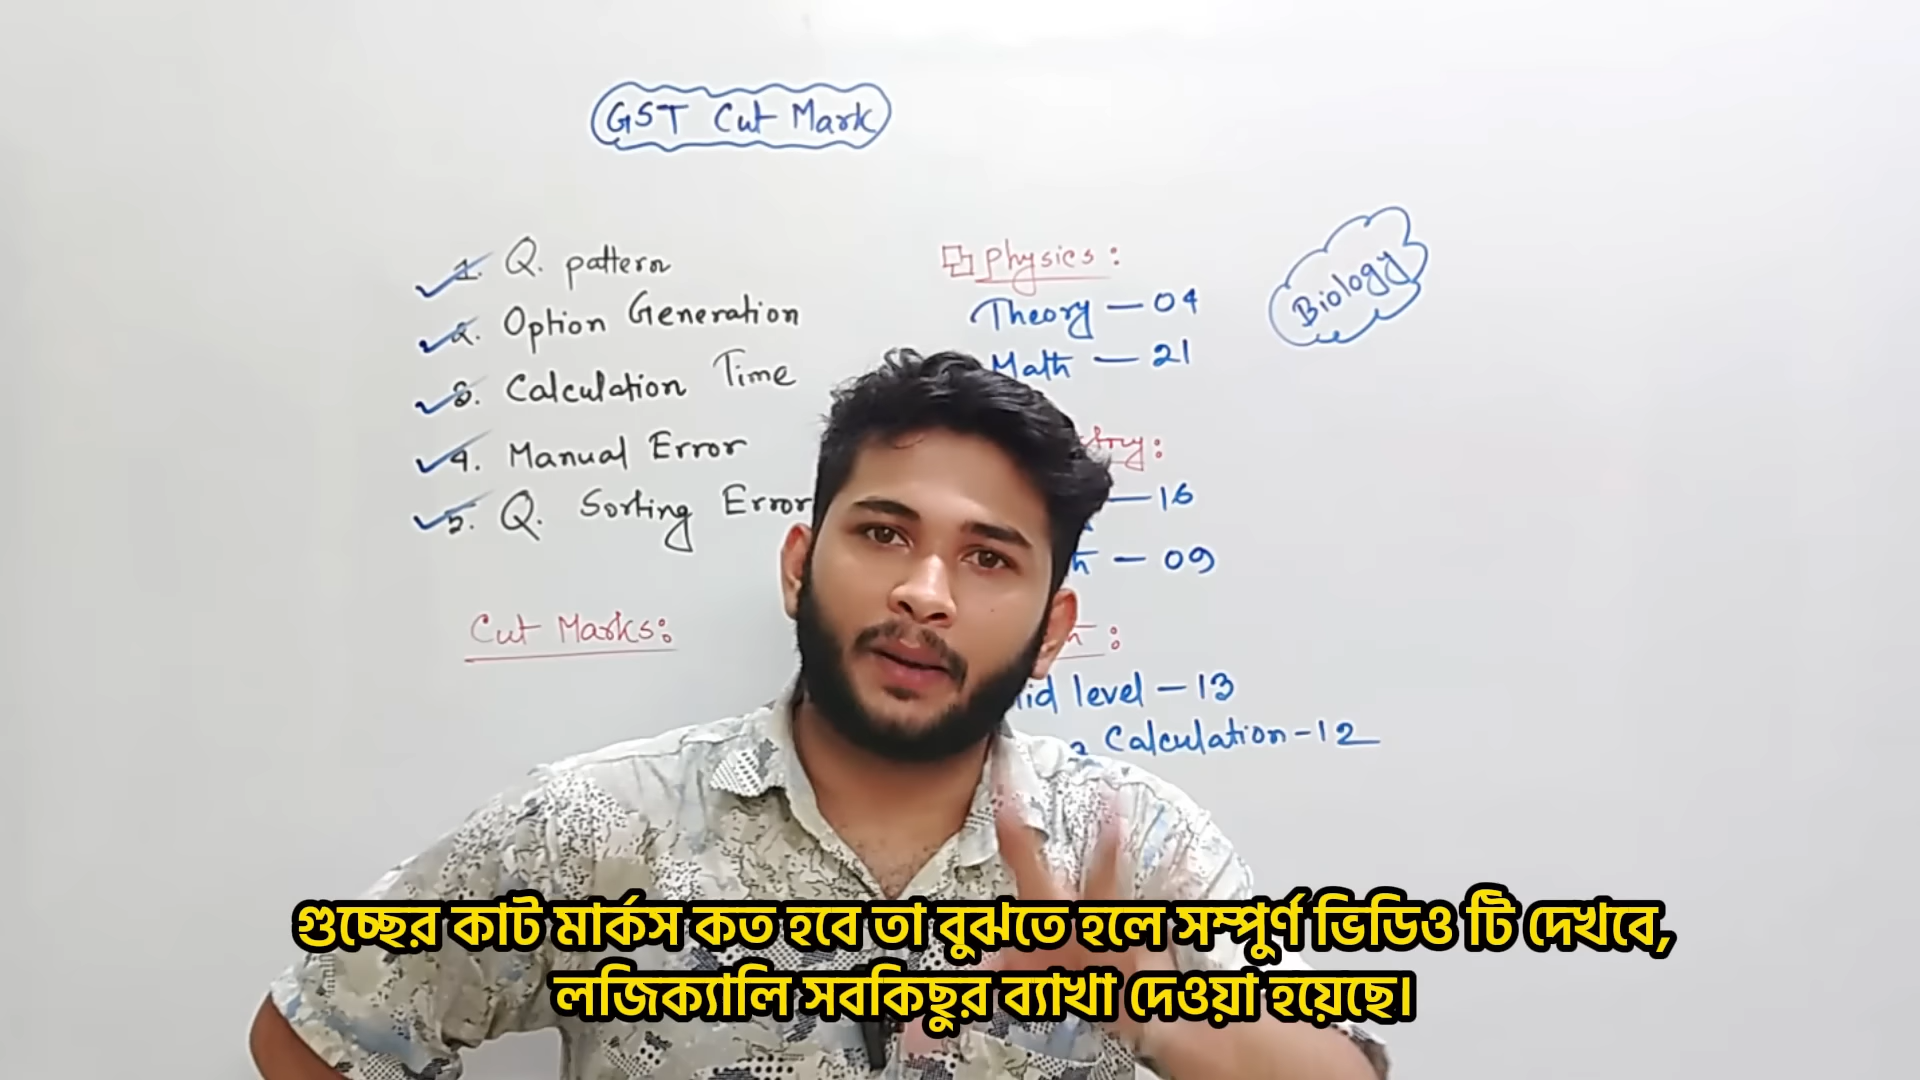 GST Cut Mark
1. Q. pattern
2. Option Generation
3. Calculation Time
4. Manual Error
5. Q. Sorting Error
Cut Marks:
Physics:
Theory — 04
Math — 21
— 16
— 09
level — 13
Calculation - 12
Biology
গুচ্ছের কাট মার্কস কত হবে তা বুঝতে হলে সম্পুর্ণ ভিডিও টি দেখবে,
লজিক্যালি সবকিছুর ব্যাখা দেওয়া হয়েছে।